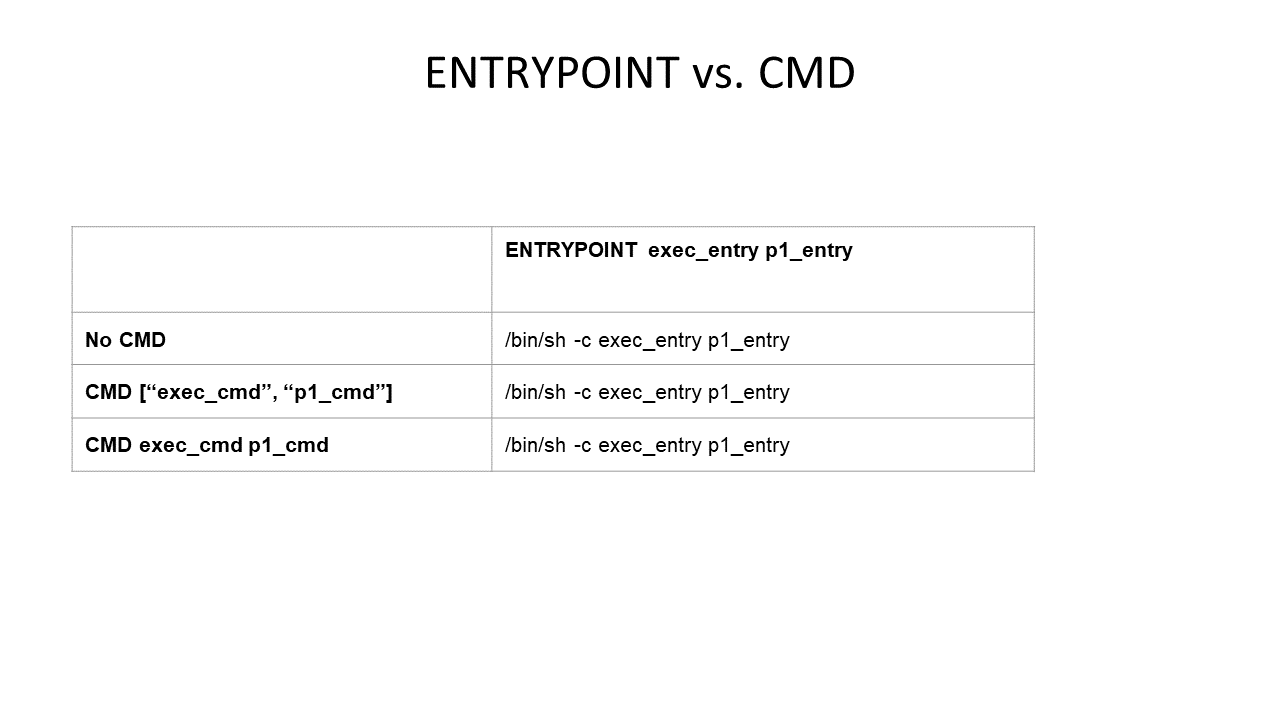 ENTRYPOINT vs. CMD
ENTRYPOINT exec_entry p1_entry
No CMD
/bin/sh -c exec_entry p1_entry
CMD [“exec_cmd”, “p1_cmd”]
/bin/sh -c exec_entry p1_entry
CMD exec_cmd p1_cmd
/bin/sh -c exec_entry p1_entry